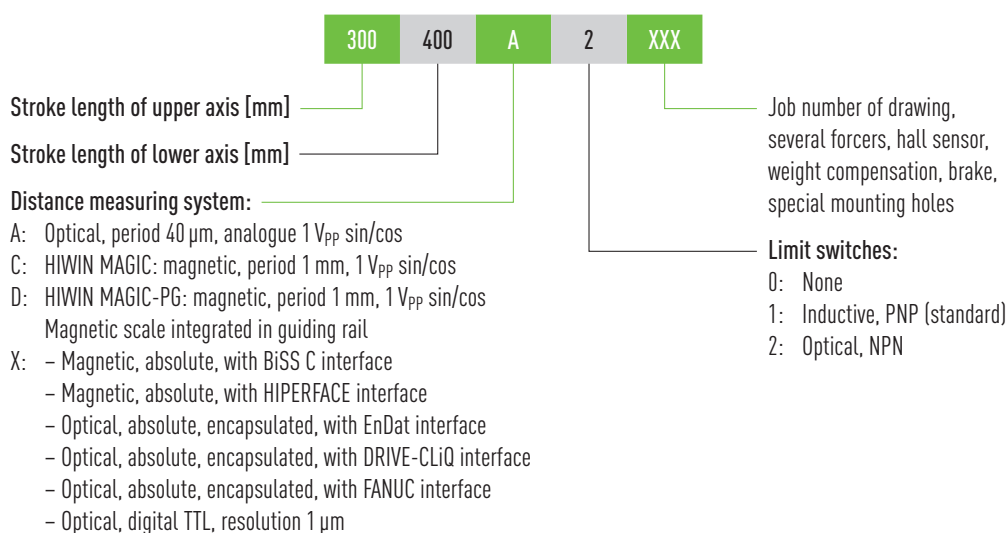 300 400 A 2 XXX
Stroke length of upper axis [mm]
Stroke length of lower axis [mm]
Distance measuring system:
A: Optical, period 40 µm, analogue 1 VPP sin/cos
C: HIWIN MAGIC: magnetic, period 1 mm, 1 VPP sin/cos
D: HIWIN MAGIC-PG: magnetic, period 1 mm, 1 VPP sin/cos
Magnetic scale integrated in guiding rail
X: – Magnetic, absolute, with BiSS C interface
– Magnetic, absolute, with HIPERFACE interface
– Optical, absolute, encapsulated, with EnDat interface
– Optical, absolute, encapsulated, with DRIVE-CLiQ interface
– Optical, absolute, encapsulated, with FANUC interface
– Optical, digital TTL, resolution 1 µm
Job number of drawing,
several forcers, hall sensor,
weight compensation, brake,
special mounting holes
Limit switches:
0: None
1: Inductive, PNP (standard)
2: Optical, NPN